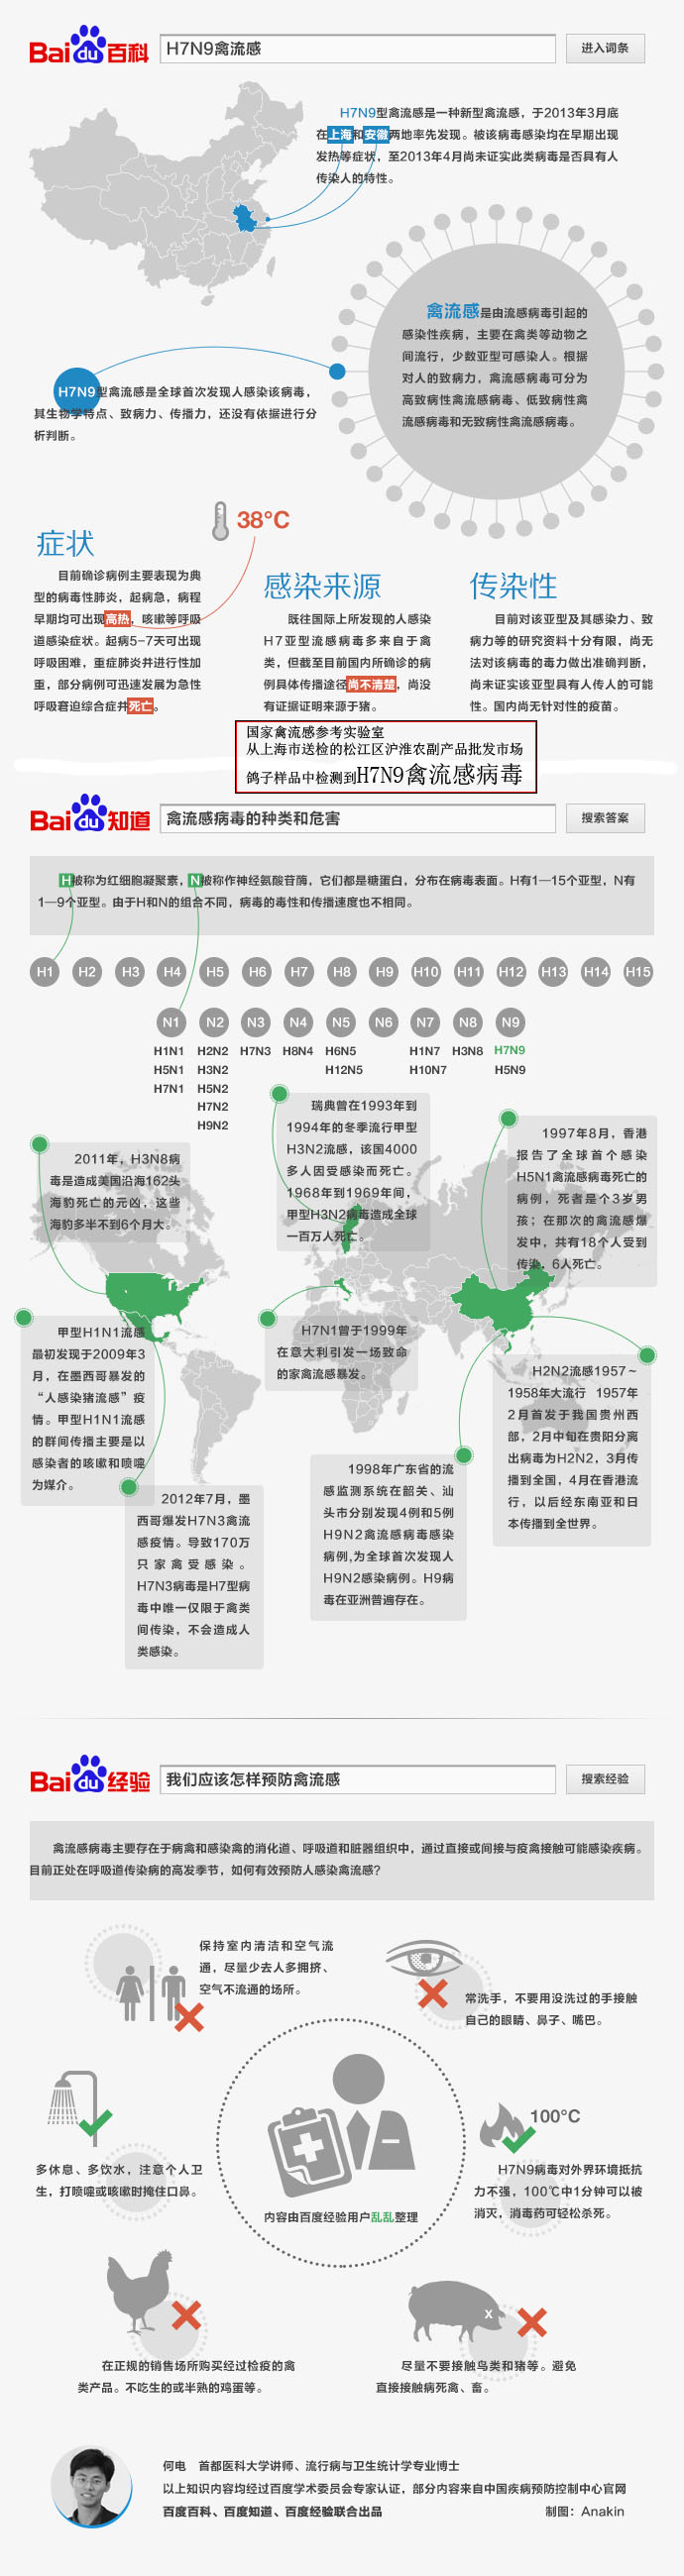 Bai du 百科
H7N9禽流感
进入词条
H7N9型禽流感是一种新型禽流感，于2013年3月底
在上海和安徽两地率先发现。被该病毒感染均在早期出现
发热等症状，至2013年4月尚未证实此类病毒是否具有人
传染人的特性。
禽流感是由流感病毒引起的
感染性疾病，主要在禽类等动物之
间流行，少数亚型可感染人。根据
对人的致病力，禽流感病毒可分为
高致病性禽流感病毒、低致病性禽
流感病毒和无致病性禽流感病毒。
H7N9型禽流感是全球首次发现人感染该病毒，
其生物学特点、致病力、传播力，还没有依据进行分
析判断。
38°C
症状
目前确诊病例主要表现为典
型的病毒性肺炎，起病急，病程
早期均可出现高热，咳嗽等呼吸
道感染症状。起病5-7天可出现
呼吸困难，重症肺炎并进行性加
重，部分病例可迅速发展为急性
呼吸窘迫综合症并死亡。
感染来源
既往国际上所发现的人感染
H7亚型流感病毒多来自于禽
类，但截至目前国内所确诊的病
例具体传播途径尚不清楚，尚没
有证据证明来源于猪。
传染性
目前对该亚型及其感染力、致
病力等的研究资料十分有限，尚无
法对该病毒的毒力做出准确判断，
尚未证实该亚型具有人传人的可能
性。国内尚无针对性的疫苗。
国家禽流感参考实验室
从上海市送检的松江区沪淮农副产品批发市场
鸽子样品中检测到H7N9禽流感病毒
Bai du 知道
禽流感病毒的种类和危害
搜索答案
H被称为红细胞凝聚素，N被称作神经氨酸苷酶，它们都是糖蛋白，分布在病毒表面。H有1—15个亚型，N有
1—9个亚型。由于H和N的组合不同，病毒的毒性和传播速度也不相同。
H1 H2 H3 H4 H5 H6 H7 H8 H9 H10 H11 H12 H13 H14 H15
N1 N2 N3 N4 N5 N6 N7 N8 N9
H1N1 H2N2 H7N3 H8N4 H6N5 H1N7 H3N8 H7N9
H5N1 H3N2 H12N5 H10N7 H5N9
H7N1 H5N2
H7N2
H9N2
瑞典曾在1993年到
1994年的冬季流行甲型
H3N2流感，该国4000
多人因受感染而死亡。
1968年到1969年间，
甲型H3N2病毒造成全球
一百万人死亡。
1997年8月，香港
报告了全球首个感染
H5N1禽流感病毒死亡的
病例，死者是个3岁男
孩；在那次的禽流感爆
发中，共有18个人受到
传染，6人死亡。
2011年，H3N8病
毒是造成美国沿海162头
海豹死亡的元凶，这些
海豹多半不到6个月大。
甲型H1N1流感
最初发现于2009年3
月，在墨西哥暴发的
“人感染猪流感”疫
情。甲型H1N1流感
的群间传播主要是以
感染者的咳嗽和喷嚏
为媒介。
H7N1曾于1999年
在意大利引发一场致命
的家禽流感暴发。
H2N2流感1957～
1958年大流行 1957年
2月首发于我国贵州西
部，2月中旬在贵阳分离
出病毒为H2N2，3月传
播到全国，4月在香港流
行，以后经东南亚和日
本传播到全世界。
1998年广东省的流
感监测系统在韶关、汕
头市分别发现4例和5例
H9N2禽流感病毒感染
病例,为全球首次发现人
H9N2感染病例。H9病
毒在亚洲普遍存在。
2012年7月，墨
西哥爆发H7N3禽流
感疫情。导致170万
只家禽受感染。
H7N3病毒是H7型病
毒中唯一仅限于禽类
间传染，不会造成人
类感染。
Bai du 经验
我们应该怎样预防禽流感
搜索经验
禽流感病毒主要存在于病禽和感染禽的消化道、呼吸道和脏器组织中，通过直接或间接与疫禽接触可能感染疾病。
目前正处在呼吸道传染病的高发季节，如何有效预防人感染禽流感？
保持室内清洁和空气流
通，尽量少去人多拥挤、
空气不流通的场所。
常洗手，不要用没洗过的手接触
自己的眼睛、鼻子、嘴巴。
100°C
多休息、多饮水，注意个人卫
生，打喷嚏或咳嗽时掩住口鼻。
H7N9病毒对外界环境抵抗
力不强，100℃中1分钟可以被
消灭，消毒药可轻松杀死。
内容由百度经验用户乱乱整理
x
在正规的销售场所购买经过检疫的禽
类产品。不吃生的或半熟的鸡蛋等。
尽量不要接触鸟类和猪等。避免
直接接触病死禽、畜。
何电 首都医科大学讲师、流行病与卫生统计学专业博士
以上知识内容均经过百度学术委员会专家认证，部分内容来自中国疾病预防控制中心官网
百度百科、百度知道、百度经验联合出品 制图：Anakin